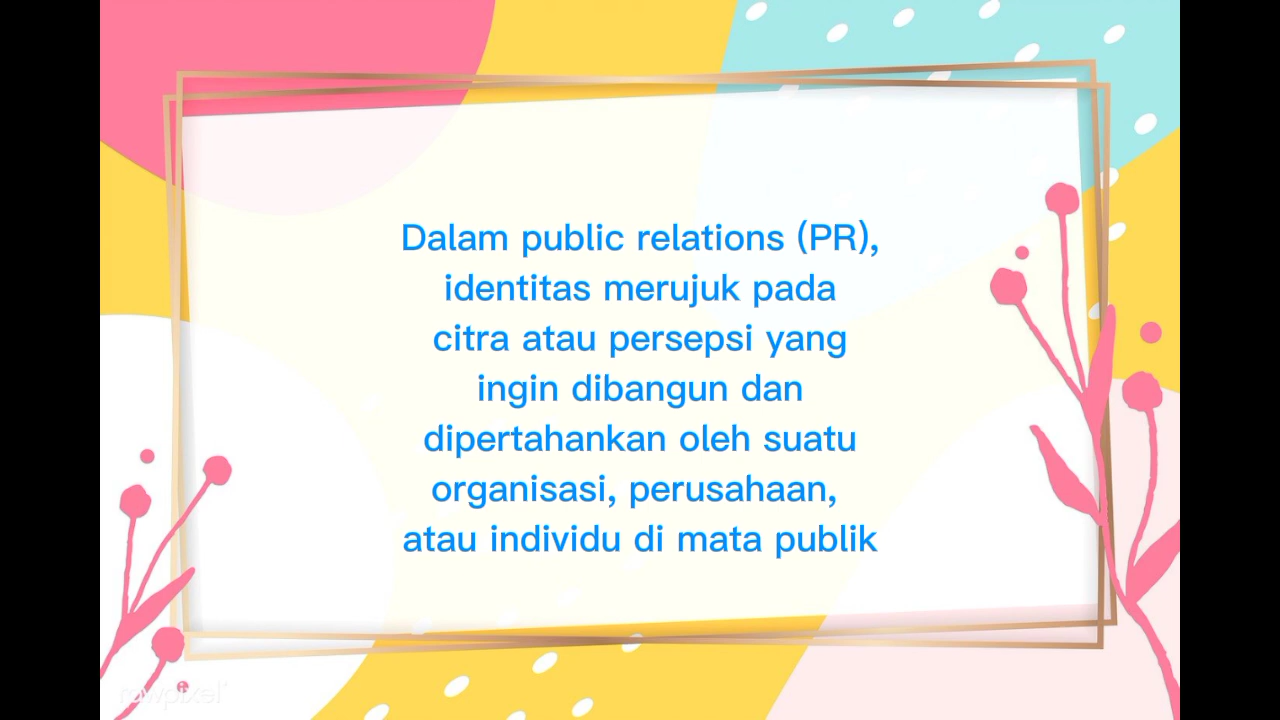 Dalam public relations (PR),
identitas merujuk pada
citra atau persepsi yang
ingin dibangun dan
dipertahankan oleh suatu
organisasi, perusahaan,
atau individu di mata publik
rawpixel